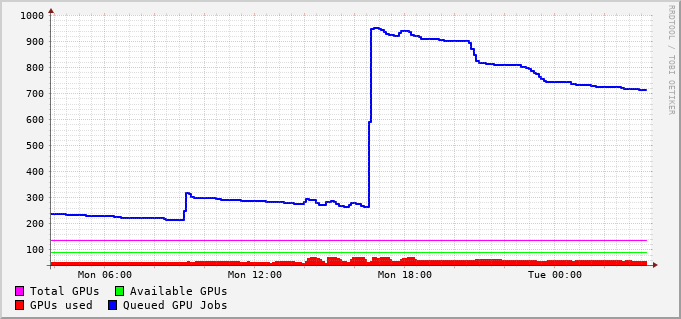 1000
900
800
700
600
500
400
300
200
100
Mon 06:00 Mon 12:00 Mon 18:00 Tue 00:00
Total GPUs Available GPUs
GPUs used Queued GPU Jobs
RRDTOOL / TOBI OETIKER